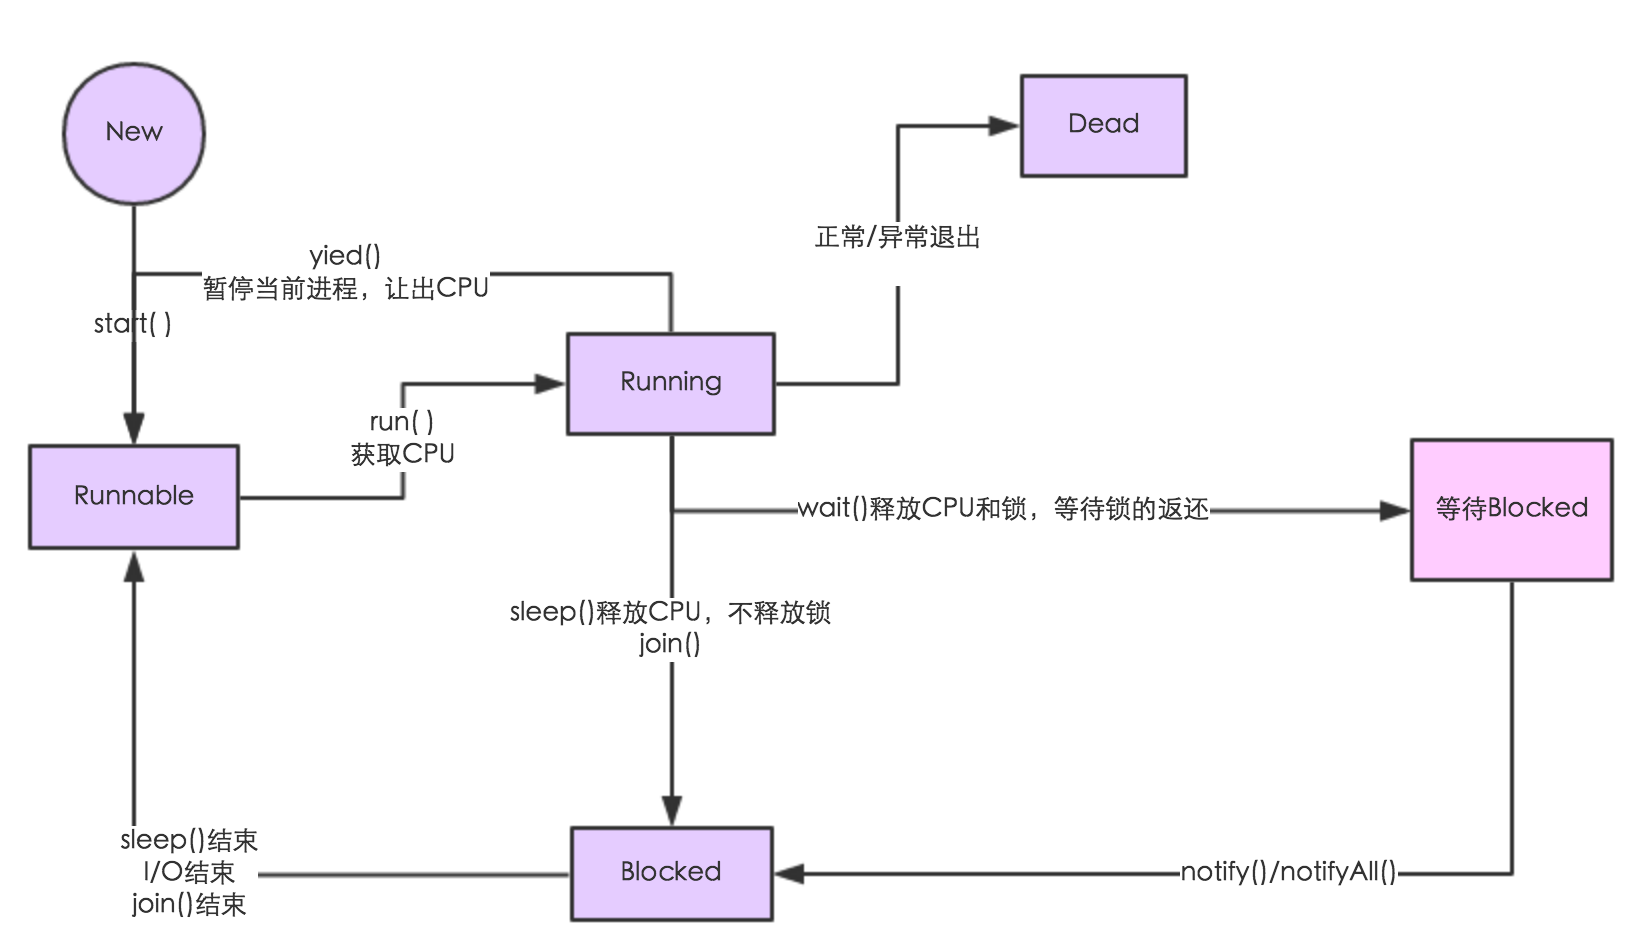 New
Dead
正常/异常退出
yied()
暂停当前进程，让出CPU
start( )
Running
run( )
获取CPU
Runnable
wait()释放CPU和锁，等待锁的返还
等待Blocked
sleep()释放CPU，不释放锁
join()
sleep()结束
I/O结束
join()结束
Blocked
notify()/notifyAll()